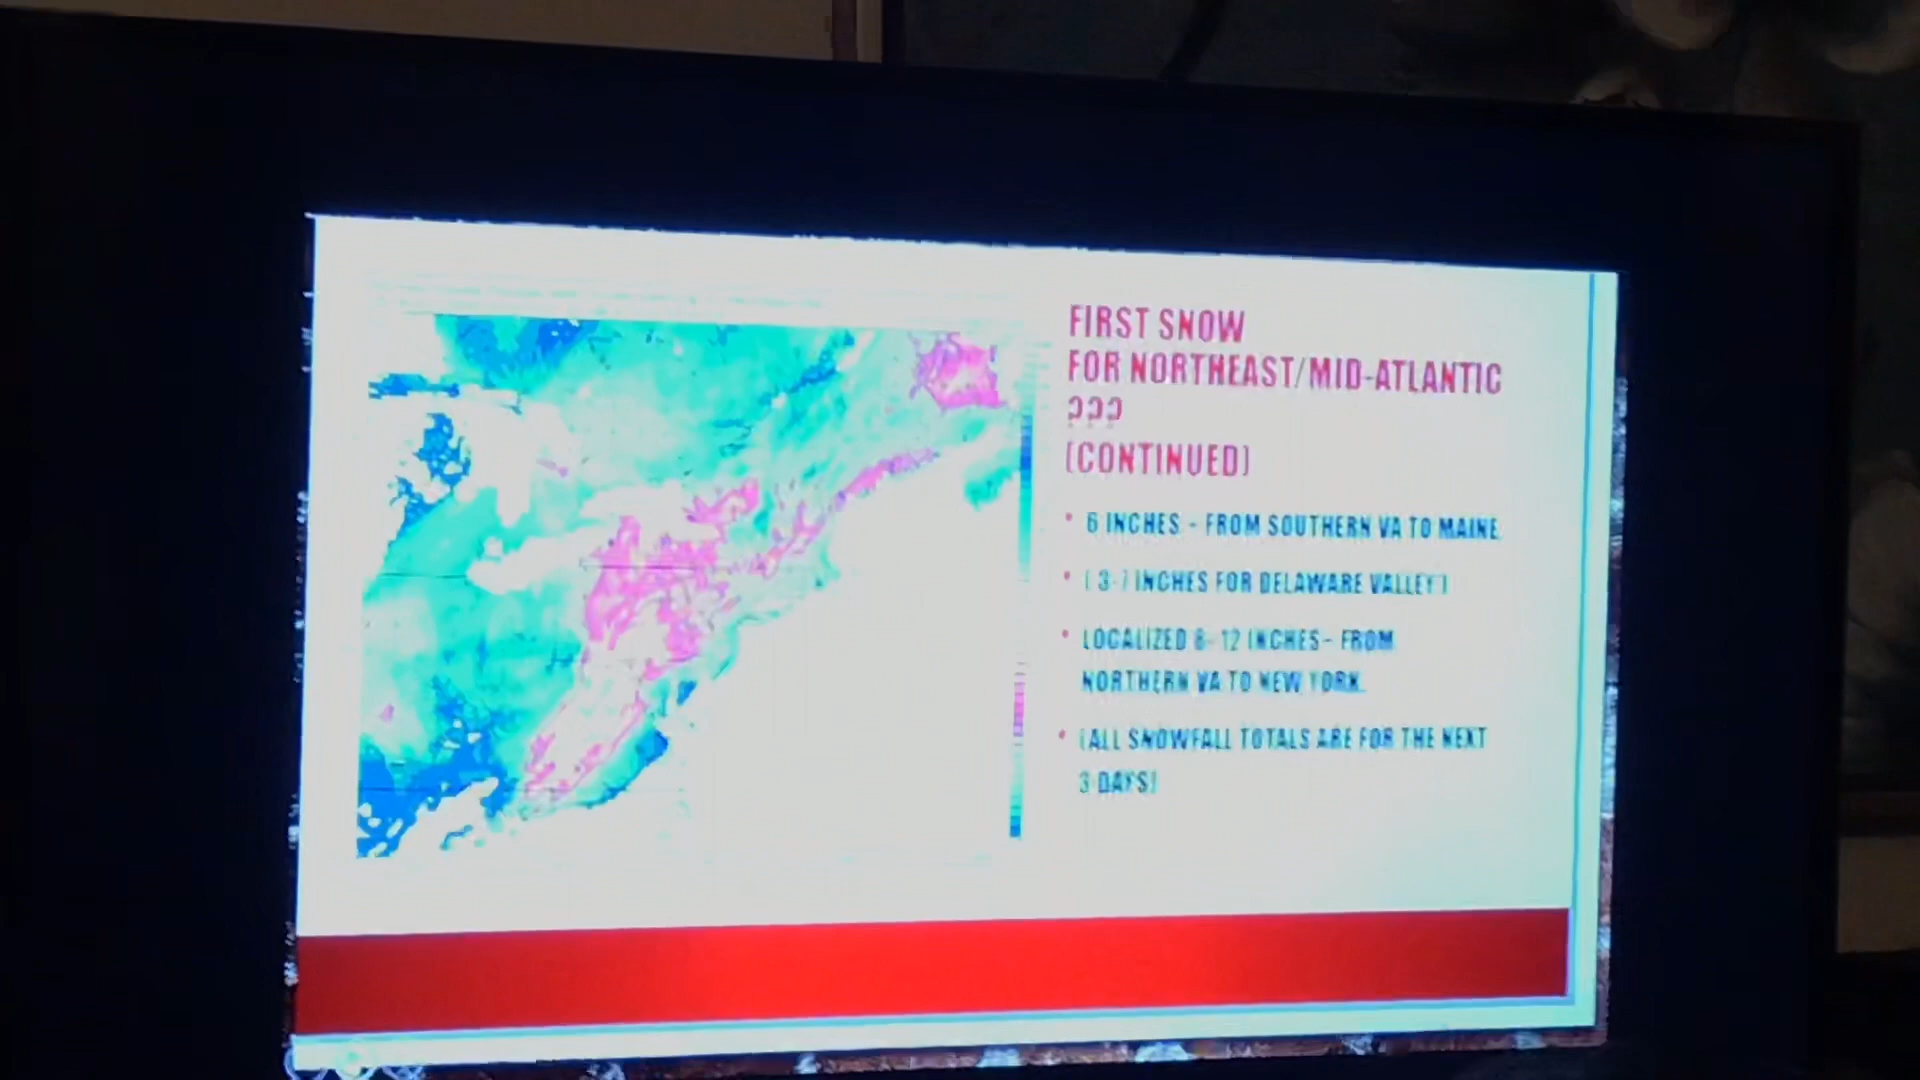 FIRST SNOW
FOR NORTHEAST/MID-ATLANTIC
???
(CONTINUED)
• 6 INCHES - FROM SOUTHERN VA TO MAINE
• ( 3-7 INCHES FOR DELAWARE VALLEY )
• LOCALIZED 8- 12 INCHES- FROM
NORTHERN VA TO NEW YORK.
• (ALL SNOWFALL TOTALS ARE FOR THE NEXT
3 DAYS)